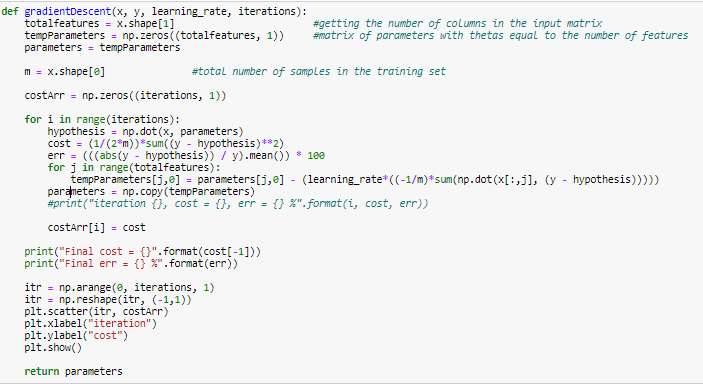 def gradientDescent(x, y, learning_rate, iterations):
    totalfeatures = x.shape[1]                       #getting the number of columns in the input matrix
    tempParameters = np.zeros((totalfeatures, 1))    #matrix of parameters with thetas equal to the number of features
    parameters = tempParameters
    m = x.shape[0]               #total number of samples in the training set
    costArr = np.zeros((iterations, 1))
    for i in range(iterations):
        hypothesis = np.dot(x, parameters)
        cost = (1/(2*m))*sum((y - hypothesis)**2)
        err = (((abs(y - hypothesis)) / y).mean()) * 100
        for j in range(totalfeatures):
            tempParameters[j,0] = parameters[j,0] - (learning_rate*((-1/m)*sum(np.dot(x[:,j], (y - hypothesis)))))
        parameters = np.copy(tempParameters)
        #print("iteration {}, cost = {}, err = {} %".format(i, cost, err))
        costArr[i] = cost
    print("Final cost = {}".format(cost[-1]))
    print("Final err = {} %".format(err))
    itr = np.arange(0, iterations, 1)
    itr = np.reshape(itr, (-1,1))
    plt.scatter(itr, costArr)
    plt.xlabel("iteration")
    plt.ylabel("cost")
    plt.show()
    return parameters